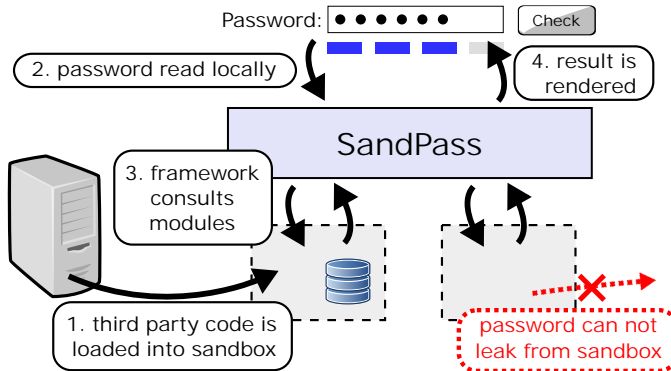 Password:
Check
2. password read locally
4. result is
rendered
SandPass
3. framework
consults
modules
1. third party code is
loaded into sandbox
password can not
leak from sandbox